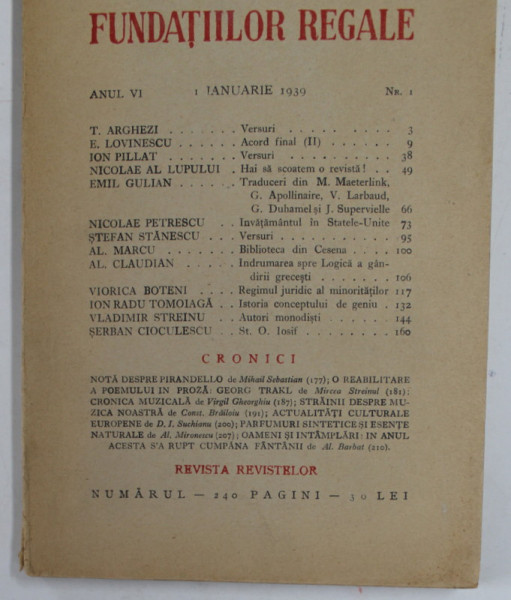 FUNDAȚIILOR REGALE
ANUL VI 1 IANUARIE 1939 NR. 1
T. ARGHEZI . . . . . . . Versuri . . . . . . . . . 3
E. LOVINESCU . . . . . . Acord final (II) . . . . . . 9
ION PILLAT . . . . . . . Versuri . . . . . . . . . 38
NICOLAE AL LUPULUI . Hai să scoatem o revistă! . . 49
EMIL GULIAN . . . . . . Traduceri din M. Maeterlink,
G. Apollinaire, V. Larbaud,
G. Duhamel și J. Supervielle 66
NICOLAE PETRESCU . . Invățământul în Statele-Unite 73
ȘTEFAN STĂNESCU . . . Versuri . . . . . . . . . 95
AL. MARCU . . . . . . . Biblioteca din Cesena . . . . 100
AL. CLAUDIAN . . . . . Indrumarea spre Logică a gân-
dirii grecești . . . . . . 106
VIORICA BOTENI . . . . Regimul juridic al minorităților 117
ION RADU TOMOIAGĂ . . Istoria conceptului de geniu . 132
VLADIMIR STREINU . . . Autori monodiști . . . . . 144
ȘERBAN CIOCULESCU . . St. O. Iosif . . . . . . . . 160
CRONICI
NOTĂ DESPRE PIRANDELLO de Mihail Sebastian (177); O REABILITARE
A POEMULUI IN PROZĂ: GEORG TRAKL de Mircea Streinul (181);
CRONICA MUZICALĂ de Virgil Gheorghiu (187); STRĂINII DESPRE MU-
ZICA NOASTRĂ de Const. Brăiloiu (191); ACTUALITĂȚI CULTURALE
EUROPENE de D. I. Suchianu (200); PARFUMURI SINTETICE ȘI ESENȚE
NATURALE de Al. Mironescu (207); OAMENI ȘI INTÂMPLĂRI: IN ANUL
ACESTA S'A RUPT CUMPĂNA FÂNTÂNII de Al. Barbat (210).
REVISTA REVISTELOR
NUMĂRUL — 240 PAGINI — 30 LEI